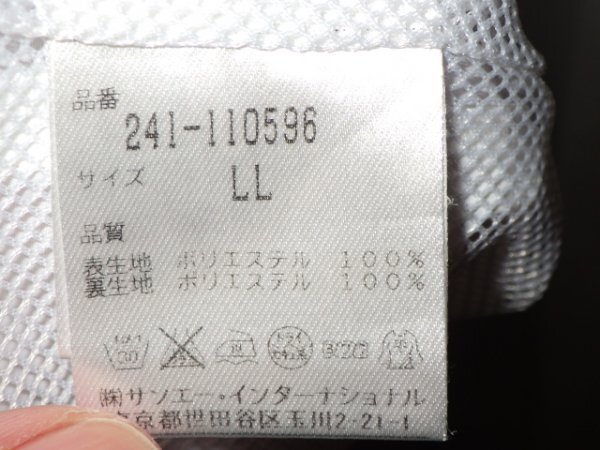 品番
241-110596
サイズ
LL
品質
表生地 ポリエステル 100%
裏生地 ポリエステル 100%
30
㈱サンエー・インターナショナル
東京都世田谷区玉川2-21-1